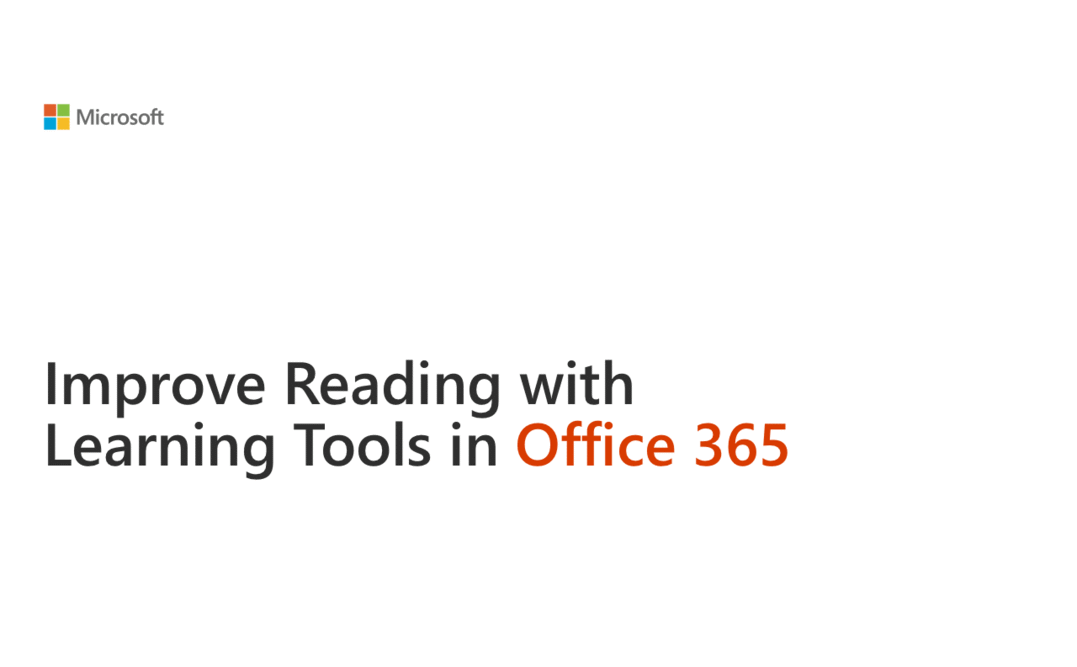 Microsoft
Improve Reading with
Learning Tools in Office 365